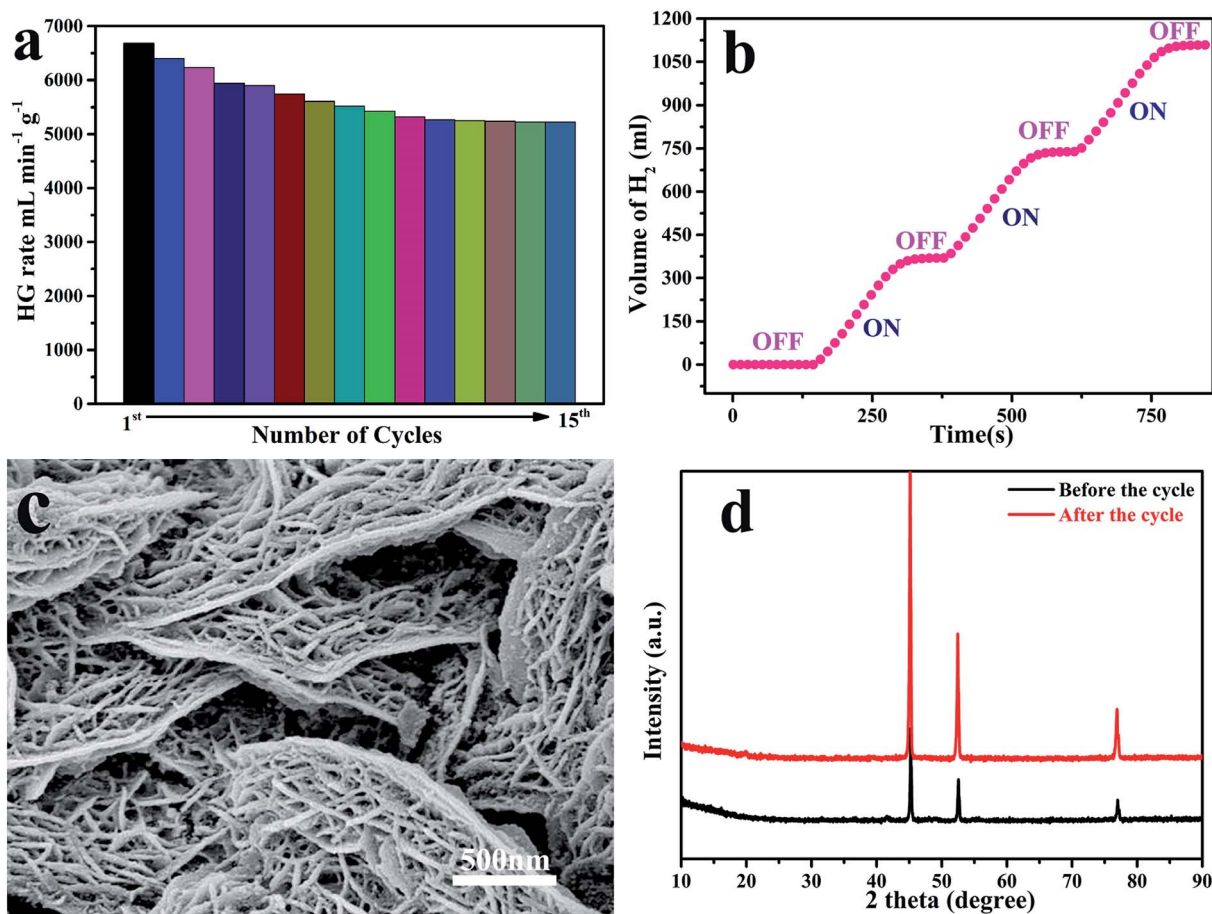 a
HG rate mL min⁻¹ g⁻¹
7000
6000
5000
4000
3000
2000
1000
0
1st
15th
Number of Cycles
b
Volume of H₂ (ml)
1200
1050
900
750
600
450
300
150
0
OFF
ON
OFF
ON
OFF
ON
OFF
0
250
500
750
Time(s)
c
500nm
d
Before the cycle
After the cycle
Intensity (a.u.)
10
20
30
40
50
60
70
80
90
2 theta (degree)